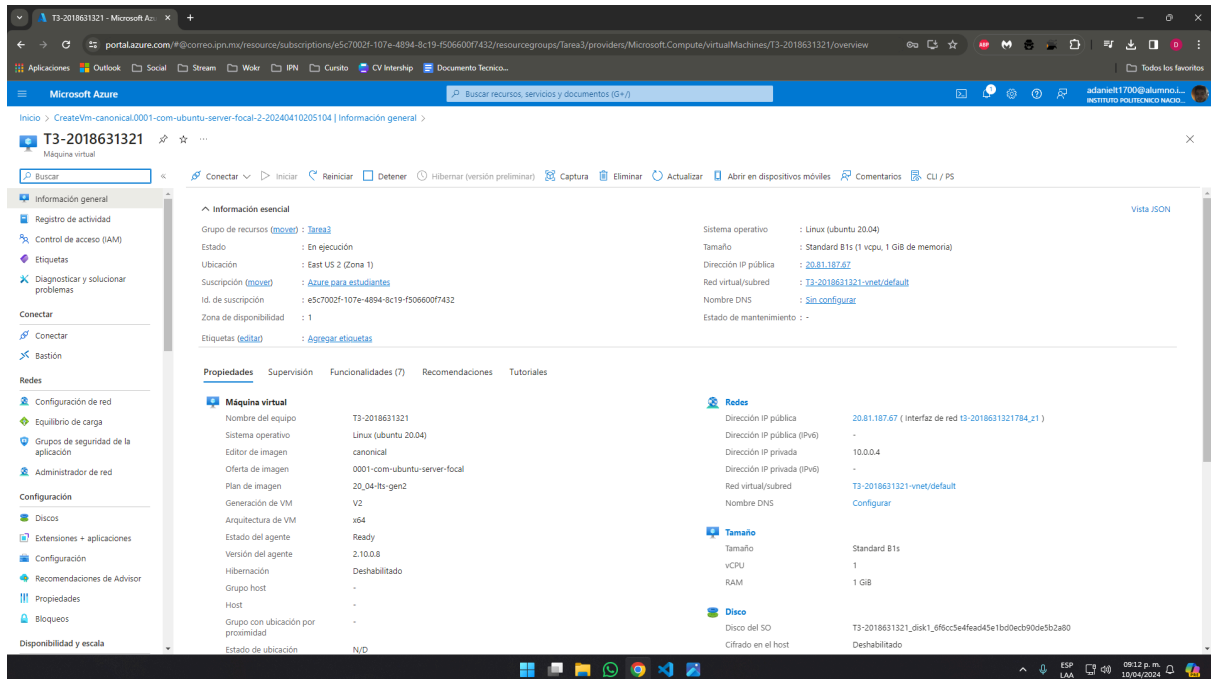 T3-2018631321 - Microsoft Az
portal.azure.com/#@correo.ipn.mx/resource/subscriptions/e5c7002f-107e-4894-8c19-f506600f7432/resourcegroups/Tarea3/providers/Microsoft.Compute/virtualMachines/T3-2018631321/overview
Aplicaciones Outlook Social Stream Wokr IPN Cursito CV Intership Documento Tecnico... Todos los favoritos
Microsoft Azure Buscar recursos, servicios y documentos (G+/) 1 adanielt1700@alumno.i...
INSTITUTO POLITECNICO NACIO...
Inicio > CreateVm-canonical.0001-com-ubuntu-server-focal-2-20240410205104 | Información general >
T3-2018631321
Máquina virtual
Buscar Conectar Iniciar Reiniciar Detener Hibernar (versión preliminar) Captura Eliminar Actualizar Abrir en dispositivos móviles Comentarios CLI / PS
Información general
Registro de actividad
Control de acceso (IAM)
Etiquetas
Diagnosticar y solucionar
problemas
Conectar
Conectar
Bastión
Redes
Configuración de red
Equilibrio de carga
Grupos de seguridad de la
aplicación
Administrador de red
Configuración
Discos
Extensiones + aplicaciones
Configuración
Recomendaciones de Advisor
Propiedades
Bloqueos
Disponibilidad y escala
Información esencial Vista JSON
Grupo de recursos (mover) : Tarea3
Estado : En ejecución
Ubicación : East US 2 (Zona 1)
Suscripción (mover) : Azure para estudiantes
Id. de suscripción : e5c7002f-107e-4894-8c19-f506600f7432
Zona de disponibilidad : 1
Etiquetas (editar) : Agregar etiquetas
Sistema operativo : Linux (ubuntu 20.04)
Tamaño : Standard B1s (1 vcpu, 1 GiB de memoria)
Dirección IP pública : 20.81.187.67
Red virtual/subred : T3-2018631321-vnet/default
Nombre DNS : Sin configurar
Estado de mantenimiento : -
Propiedades Supervisión Funcionalidades (7) Recomendaciones Tutoriales
Máquina virtual
Nombre del equipo T3-2018631321
Sistema operativo Linux (ubuntu 20.04)
Editor de imagen canonical
Oferta de imagen 0001-com-ubuntu-server-focal
Plan de imagen 20_04-lts-gen2
Generación de VM V2
Arquitectura de VM x64
Estado del agente Ready
Versión del agente 2.10.0.8
Hibernación Deshabilitado
Grupo host -
Host -
Grupo con ubicación por -
proximidad
Estado de ubicación N/D
Redes
Dirección IP pública 20.81.187.67 ( Interfaz de red t3-2018631321784_z1 )
Dirección IP pública (IPv6) -
Dirección IP privada 10.0.0.4
Dirección IP privada (IPv6) -
Red virtual/subred T3-2018631321-vnet/default
Nombre DNS Configurar
Tamaño
Tamaño Standard B1s
vCPU 1
RAM 1 GiB
Disco
Disco del SO T3-2018631321_disk1_6f6cc5e4fead45e1bd0ecb90de5b2a80
Cifrado en el host Deshabilitado
ESP
LAA
09:12 p. m.
10/04/2024